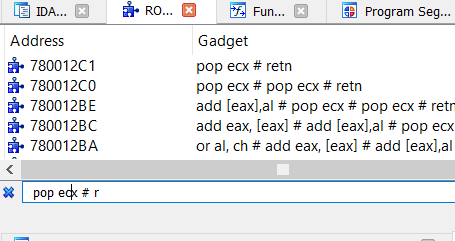 IDA... RO... Fun... Program Seg...
Address Gadget
780012C1 pop ecx # retn
780012C0 pop ecx # pop ecx # retn
780012BE add [eax],al # pop ecx # pop ecx # retn
780012BC add eax, [eax] # add [eax],al # pop ecx
780012BA or al, ch # add eax, [eax] # add [eax],al
pop ecx # r